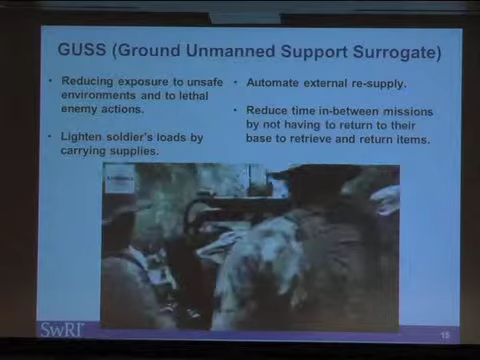 GUSS (Ground Unmanned Support Surrogate)
• Reducing exposure to unsafe
environments and to lethal
enemy actions.
• Lighten soldier's loads by
carrying supplies.
• Automate external re-supply.
• Reduce time in-between missions
by not having to return to their
base to retrieve and return items.
SwRI
15